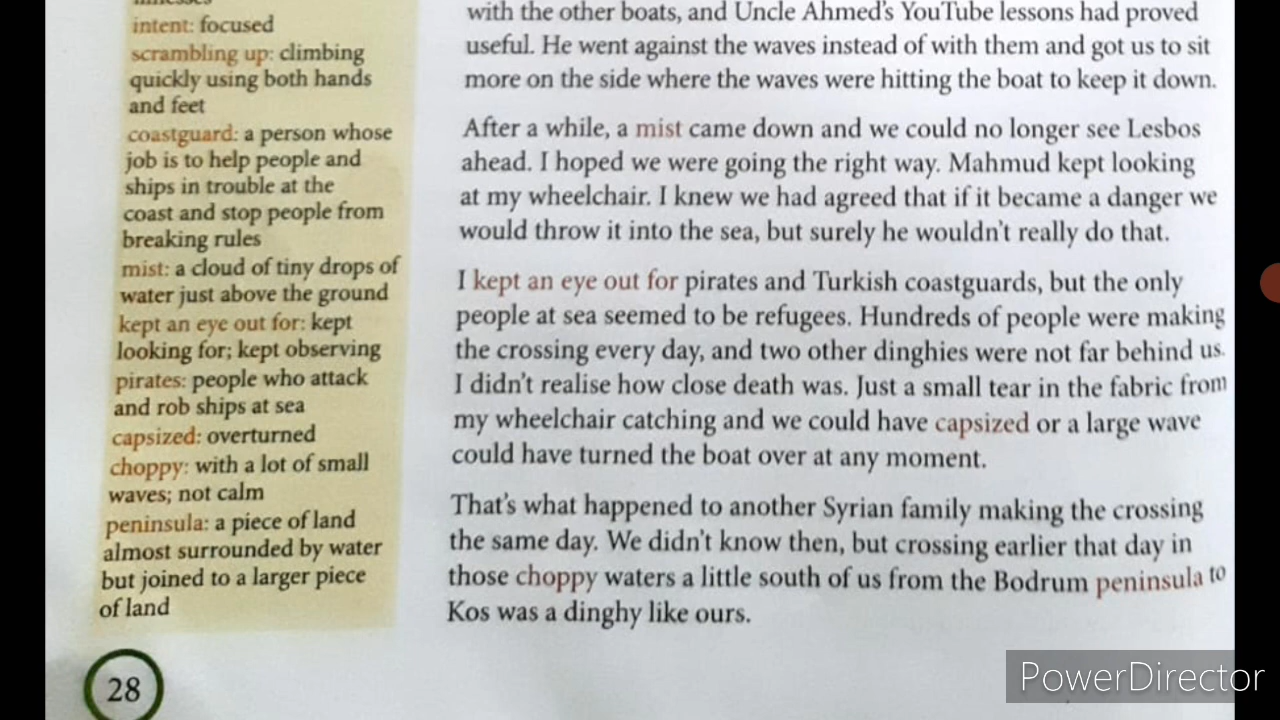 intent: focused
scrambling up: climbing
quickly using both hands
and feet
coastguard: a person whose
job is to help people and
ships in trouble at the
coast and stop people from
breaking rules
mist: a cloud of tiny drops of
water just above the ground
kept an eye out for: kept
looking for; kept observing
pirates: people who attack
and rob ships at sea
capsized: overturned
choppy: with a lot of small
waves; not calm
peninsula: a piece of land
almost surrounded by water
but joined to a larger piece
of land
28
with the other boats, and Uncle Ahmed's YouTube lessons had proved
useful. He went against the waves instead of with them and got us to sit
more on the side where the waves were hitting the boat to keep it down.
After a while, a mist came down and we could no longer see Lesbos
ahead. I hoped we were going the right way. Mahmud kept looking
at my wheelchair. I knew we had agreed that if it became a danger we
would throw it into the sea, but surely he wouldn't really do that.
I kept an eye out for pirates and Turkish coastguards, but the only
people at sea seemed to be refugees. Hundreds of people were making
the crossing every day, and two other dinghies were not far behind us.
I didn't realise how close death was. Just a small tear in the fabric from
my wheelchair catching and we could have capsized or a large wave
could have turned the boat over at any moment.
That's what happened to another Syrian family making the crossing
the same day. We didn't know then, but crossing earlier that day in
those choppy waters a little south of us from the Bodrum peninsula to
Kos was a dinghy like ours.
PowerDirector